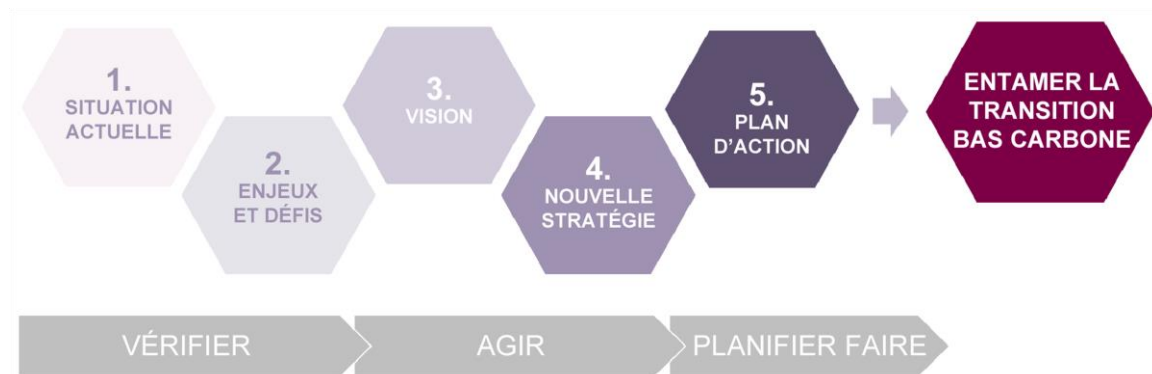 1.
SITUATION
ACTUELLE
2.
ENJEUX
ET DÉFIS
3.
VISION
4.
NOUVELLE
STRATÉGIE
5.
PLAN
D'ACTION
ENTAMER LA
TRANSITION
BAS CARBONE
VÉRIFIER
AGIR
PLANIFIER FAIRE